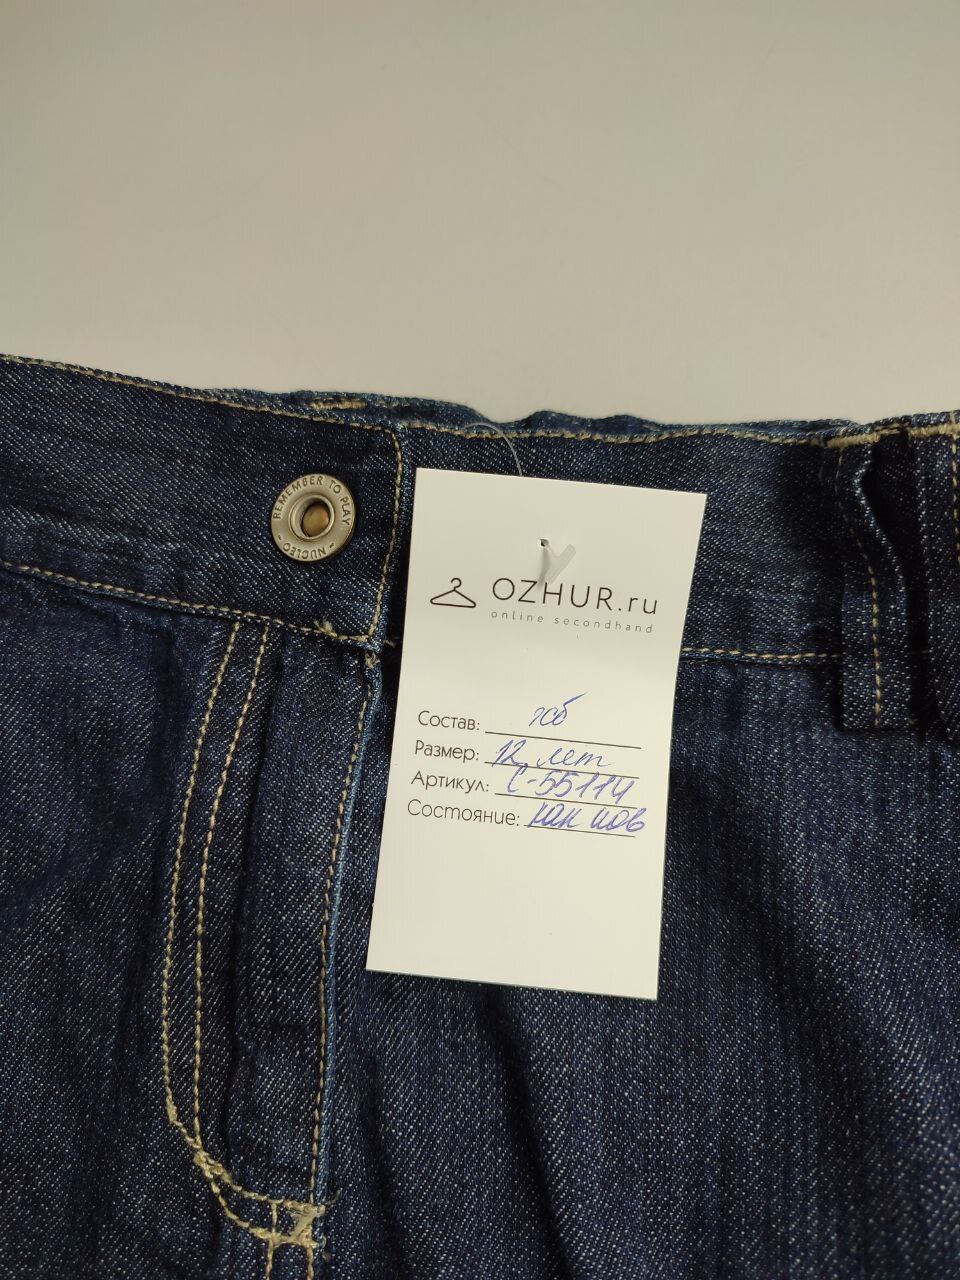 REMEMBER TO PLAY
- NUCLEO -
OZHUR.ru
online secondhand
Состав: хб
Размер: 12 лет
Артикул: С-55114
Состояние: как нов